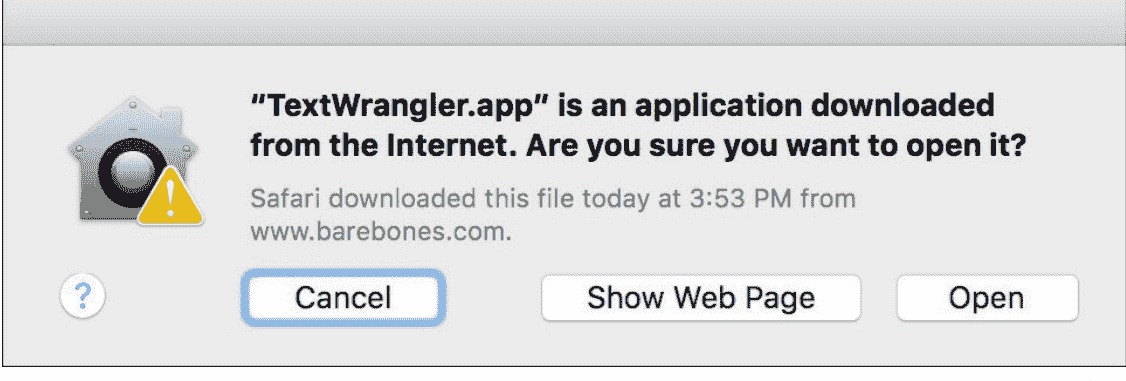 “TextWrangler.app” is an application downloaded
from the Internet. Are you sure you want to open it?
Safari downloaded this file today at 3:53 PM from
www.barebones.com.
?
Cancel
Show Web Page
Open